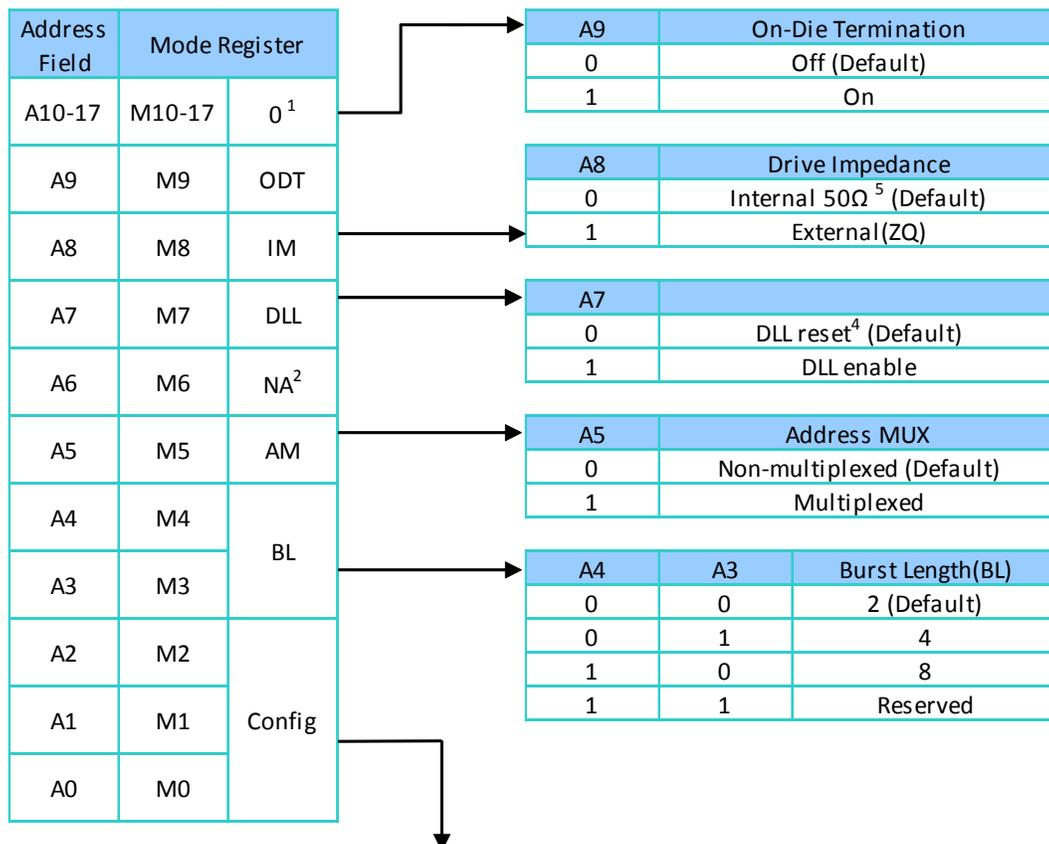 Address Field Mode Register
A10-17 M10-17 0¹
A9 M9 ODT
A8 M8 IM
A7 M7 DLL
A6 M6 NA²
A5 M5 AM
A4 M4 BL
A3 M3
A2 M2 Config
A1 M1
A0 M0
A9 On-Die Termination
0 Off (Default)
1 On
A8 Drive Impedance
0 Internal 50Ω ⁵ (Default)
1 External(ZQ)
A7
0 DLL reset⁴ (Default)
1 DLL enable
A5 Address MUX
0 Non-multiplexed (Default)
1 Multiplexed
A4 A3 Burst Length(BL)
0 0 2 (Default)
0 1 4
1 0 8
1 1 Reserved